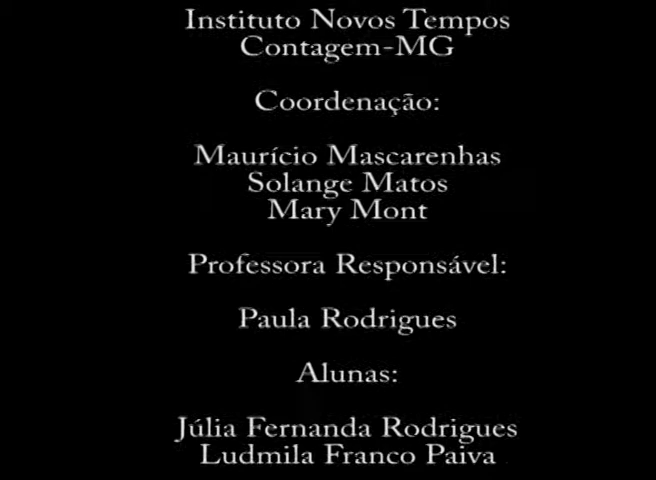 Instituto Novos Tempos
Contagem-MG
Coordenação:
Maurício Mascarenhas
Solange Matos
Mary Mont
Professora Responsável:
Paula Rodrigues
Alunas:
Júlia Fernanda Rodrigues
Ludmila Franco Paiva